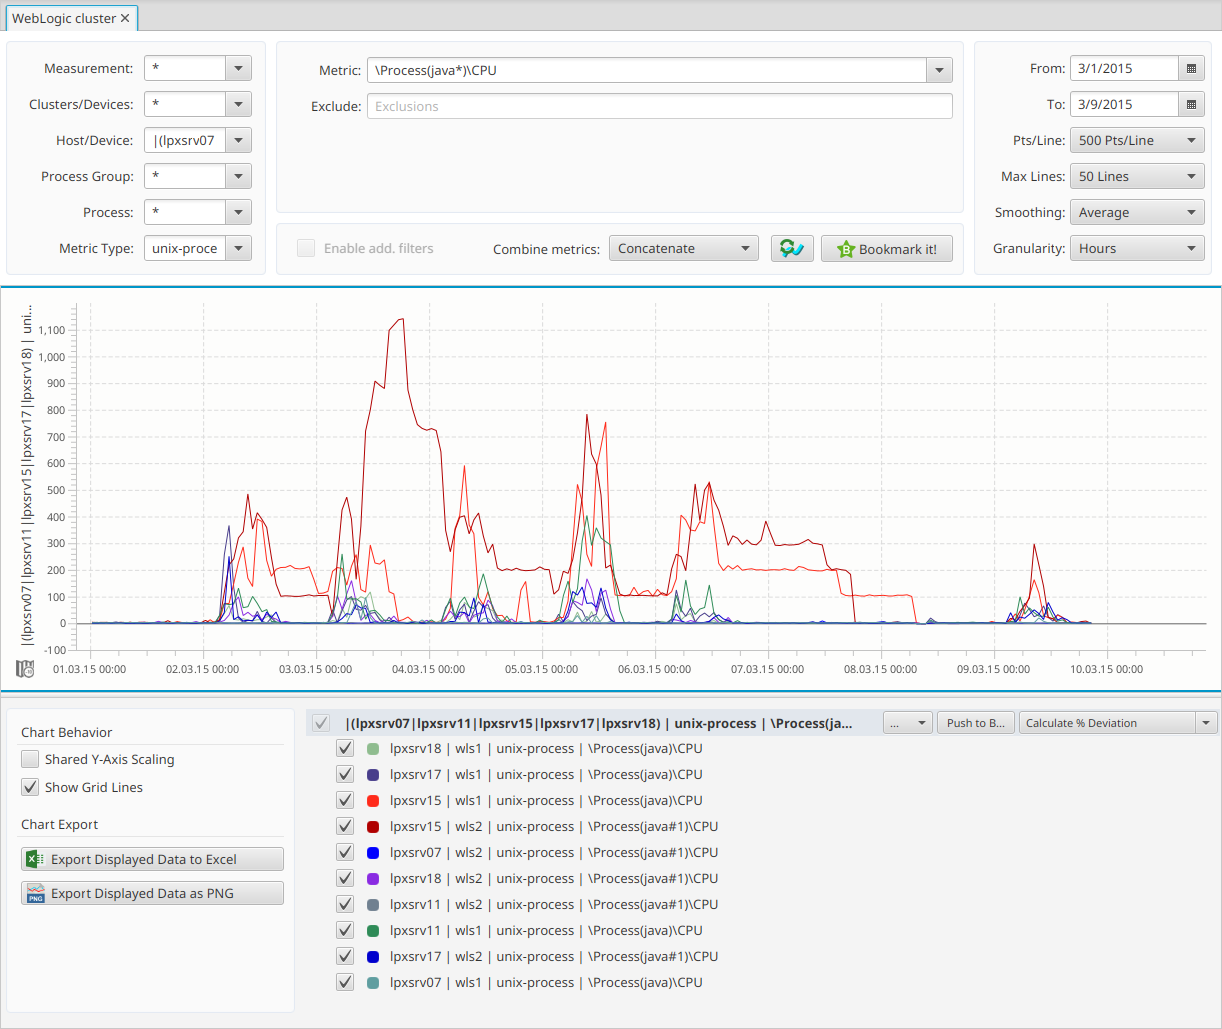 WebLogic cluster ✕
Measurement: *
Clusters/Devices: *
Host/Device: |(lpxsrv07
Process Group: *
Process: *
Metric Type: unix-proce
Metric: \Process(java*)\CPU
Exclude: Exclusions
Enable add. filters
Combine metrics: Concatenate
Bookmark it!
From: 3/1/2015
To: 3/9/2015
Pts/Line: 500 Pts/Line
Max Lines: 50 Lines
Smoothing: Average
Granularity: Hours
|(lpxsrv07|lpxsrv11|lpxsrv15|lpxsrv17|lpxsrv18) | uni...
1,100
1,000
900
800
700
600
500
400
300
200
100
0
-100
01.03.15 00:00 02.03.15 00:00 03.03.15 00:00 04.03.15 00:00 05.03.15 00:00 06.03.15 00:00 07.03.15 00:00 08.03.15 00:00 09.03.15 00:00 10.03.15 00:00
Chart Behavior
Shared Y-Axis Scaling
Show Grid Lines
Chart Export
Export Displayed Data to Excel
PNG Export Displayed Data as PNG
|(lpxsrv07|lpxsrv11|lpxsrv15|lpxsrv17|lpxsrv18) | unix-process | \Process(ja... ... Push to B... Calculate % Deviation
lpxsrv18 | wls1 | unix-process | \Process(java)\CPU
lpxsrv17 | wls1 | unix-process | \Process(java)\CPU
lpxsrv15 | wls1 | unix-process | \Process(java)\CPU
lpxsrv15 | wls2 | unix-process | \Process(java#1)\CPU
lpxsrv07 | wls2 | unix-process | \Process(java#1)\CPU
lpxsrv18 | wls2 | unix-process | \Process(java#1)\CPU
lpxsrv11 | wls2 | unix-process | \Process(java#1)\CPU
lpxsrv11 | wls1 | unix-process | \Process(java)\CPU
lpxsrv17 | wls2 | unix-process | \Process(java#1)\CPU
lpxsrv07 | wls1 | unix-process | \Process(java)\CPU